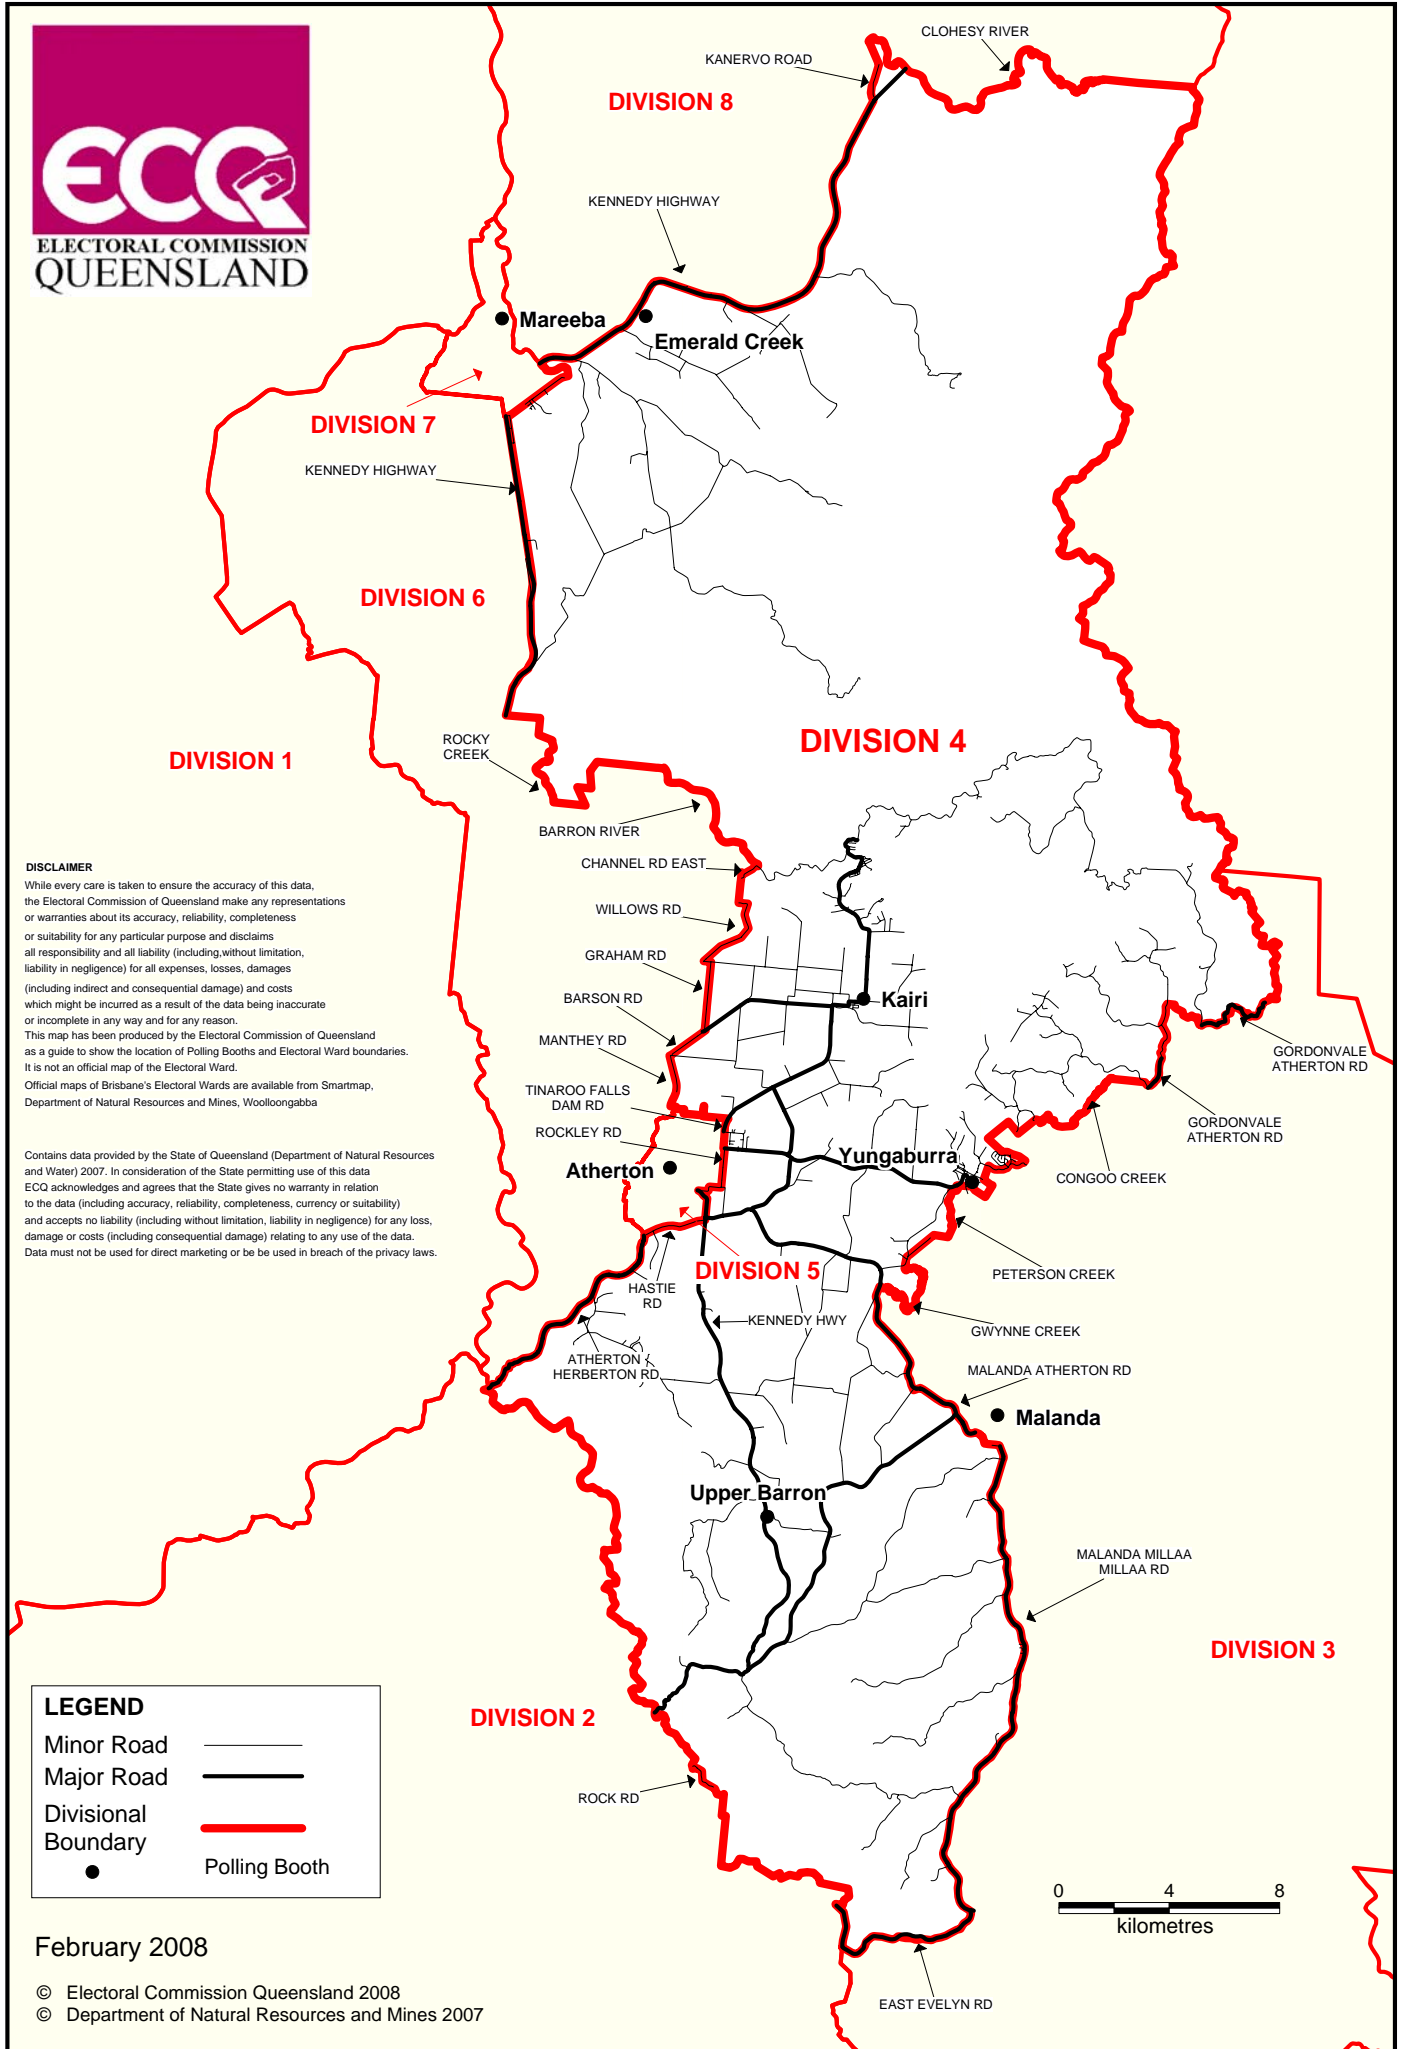 ECQ
ELECTORAL COMMISSION
QUEENSLAND
CLOHESY RIVER
KANERVO ROAD
DIVISION 8
KENNEDY HIGHWAY
Mareeba
Emerald Creek
DIVISION 7
KENNEDY HIGHWAY
DIVISION 6
DIVISION 4
ROCKY
CREEK
DIVISION 1
BARRON RIVER
CHANNEL RD EAST
WILLOWS RD
GRAHAM RD
BARSON RD
Kairi
MANTHEY RD
TINAROO FALLS
DAM RD
ROCKLEY RD
GORDONVALE
ATHERTON RD
GORDONVALE
ATHERTON RD
Yungaburra
Atherton
CONGOO CREEK
DIVISION 5
PETERSON CREEK
HASTIE
RD
KENNEDY HWY
GWYNNE CREEK
ATHERTON
HERBERTON RD
MALANDA ATHERTON RD
Malanda
Upper Barron
MALANDA MILLAA
MILLAA RD
DIVISION 3
DIVISION 2
ROCK RD
EAST EVELYN RD
DISCLAIMER
While every care is taken to ensure the accuracy of this data,
the Electoral Commission of Queensland make any representations
or warranties about its accuracy, reliability, completeness
or suitability for any particular purpose and disclaims
all responsibility and all liability (including,without limitation,
liability in negligence) for all expenses, losses, damages
(including indirect and consequential damage) and costs
which might be incurred as a result of the data being inaccurate
or incomplete in any way and for any reason.
This map has been produced by the Electoral Commission of Queensland
as a guide to show the location of Polling Booths and Electoral Ward boundaries.
It is not an official map of the Electoral Ward.
Official maps of Brisbane's Electoral Wards are available from Smartmap,
Department of Natural Resources and Mines, Woolloongabba
Contains data provided by the State of Queensland (Department of Natural Resources
and Water) 2007. In consideration of the State permitting use of this data
ECQ acknowledges and agrees that the State gives no warranty in relation
to the data (including accuracy, reliability, completeness, currency or suitability)
and accepts no liability (including without limitation, liability in negligence) for any loss,
damage or costs (including consequential damage) relating to any use of the data.
Data must not be used for direct marketing or be be used in breach of the privacy laws.
LEGEND
Minor Road
Major Road
Divisional
Boundary
Polling Booth
0 4 8
kilometres
February 2008
© Electoral Commission Queensland 2008
© Department of Natural Resources and Mines 2007